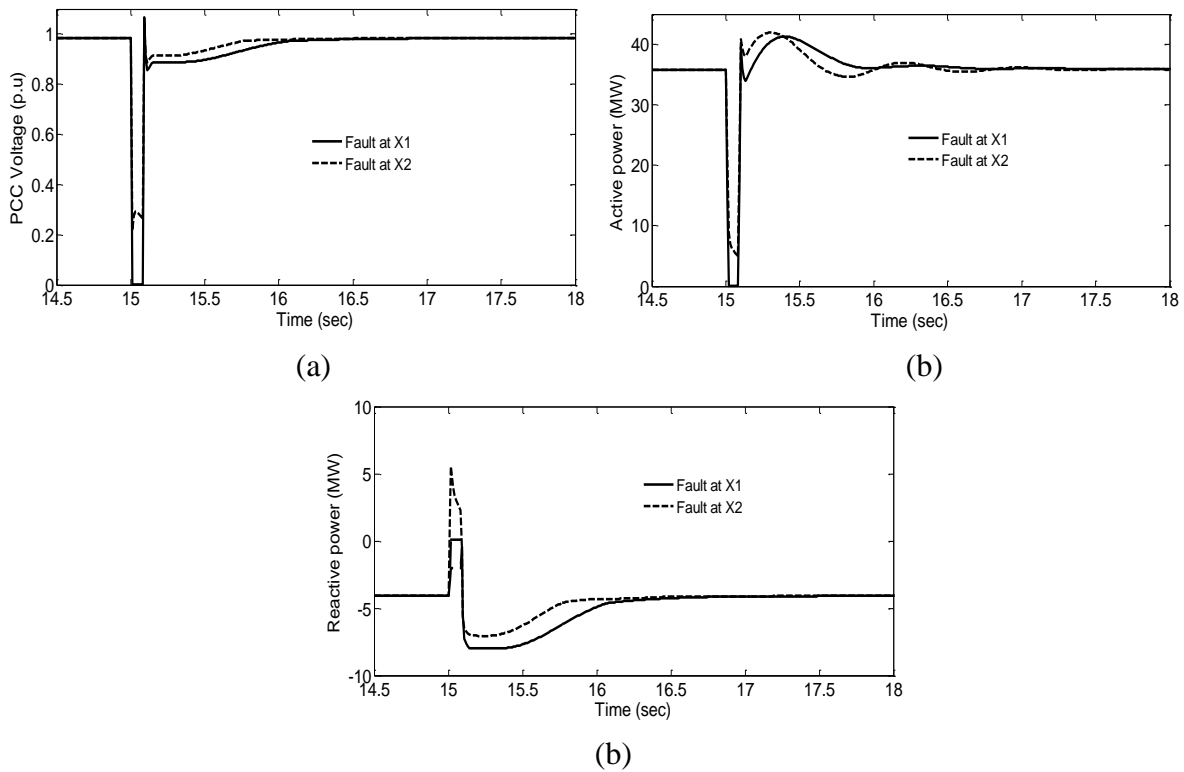 PCC Voltage (p.u)
1
0.8
0.6
0.4
0.2
0
14.5 15 15.5 16 16.5 17 17.5 18
Time (sec)
Fault at X1
Fault at X2
(a)
Active power (MW)
40
30
20
10
0
14.5 15 15.5 16 16.5 17 17.5 18
Time (sec)
Fault at X1
Fault at X2
(b)
Reactive power (MW)
10
5
0
-5
-10
14.5 15 15.5 16 16.5 17 17.5 18
Time (sec)
Fault at X1
Fault at X2
(b)